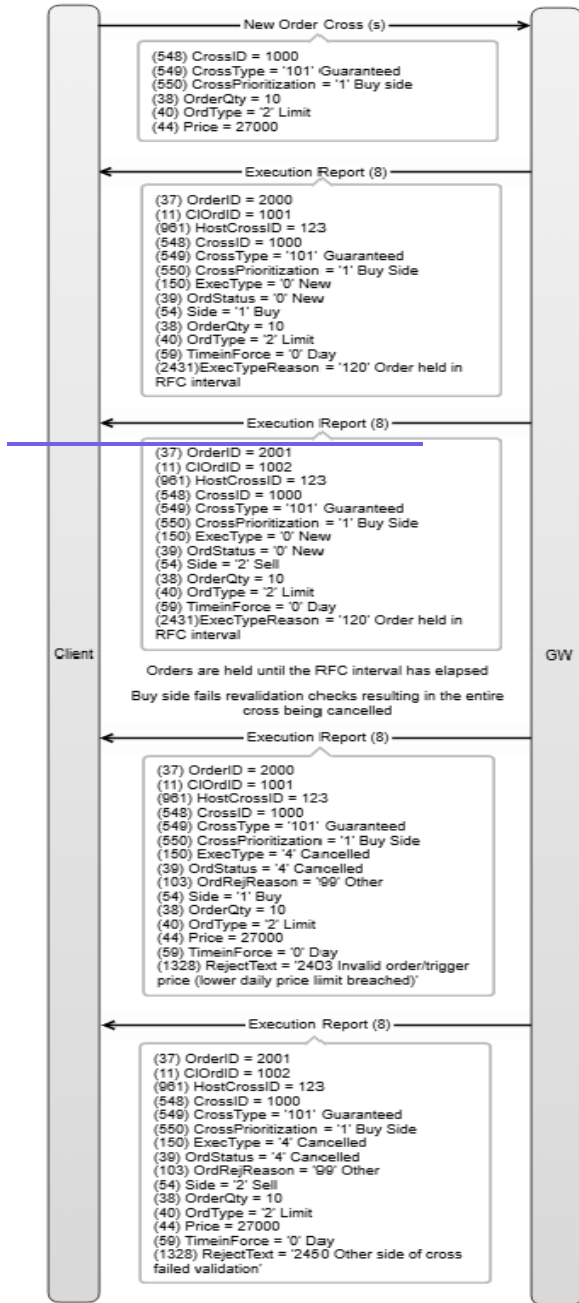 New Order Cross (s)
(548) CrossID = 1000
(549) CrossType = '101' Guaranteed
(550) CrossPrioritization = '1' Buy side
(38) OrderQty = 10
(40) OrdType = '2' Limit
(44) Price = 27000
Execution Report (8)
(37) OrderID = 2000
(11) ClOrdID = 1001
(961) HostCrossID = 123
(548) CrossID = 1000
(549) CrossType = '101' Guaranteed
(550) CrossPrioritization = '1' Buy Side
(150) ExecType = '0' New
(39) OrdStatus = '0' New
(54) Side = '1' Buy
(38) OrderQty = 10
(40) OrdType = '2' Limit
(59) TimeinForce = '0' Day
(2431)ExecTypeReason = '120' Order held in
RFC interval
Execution Report (8)
(37) OrderID = 2001
(11) ClOrdID = 1002
(961) HostCrossID = 123
(548) CrossID = 1000
(549) CrossType = '101' Guaranteed
(550) CrossPrioritization = '1' Buy Side
(150) ExecType = '0' New
(39) OrdStatus = '0' New
(54) Side = '2' Sell
(38) OrderQty = 10
(40) OrdType = '2' Limit
(59) TimeinForce = '0' Day
(2431)ExecTypeReason = '120' Order held in
RFC interval
Client
GW
Orders are held until the RFC interval has elapsed
Buy side fails revalidation checks resulting in the entire
cross being cancelled
Execution Report (8)
(37) OrderID = 2000
(11) ClOrdID = 1001
(961) HostCrossID = 123
(548) CrossID = 1000
(549) CrossType = '101' Guaranteed
(550) CrossPrioritization = '1' Buy Side
(150) ExecType = '4' Cancelled
(39) OrdStatus = '4' Cancelled
(103) OrdRejReason = '99' Other
(54) Side = '1' Buy
(38) OrderQty = 10
(40) OrdType = '2' Limit
(44) Price = 27000
(59) TimeinForce = '0' Day
(1328) RejectText = '2403 Invalid order/trigger
price (lower daily price limit breached)'
Execution Report (8)
(37) OrderID = 2001
(11) ClOrdID = 1002
(961) HostCrossID = 123
(548) CrossID = 1000
(549) CrossType = '101' Guaranteed
(550) CrossPrioritization = '1' Buy Side
(150) ExecType = '4' Cancelled
(39) OrdStatus = '4' Cancelled
(103) OrdRejReason = '99' Other
(54) Side = '2' Sell
(38) OrderQty = 10
(40) OrdType = '2' Limit
(44) Price = 27000
(59) TimeinForce = '0' Day
(1328) RejectText = '2450 Other side of cross
failed validation'